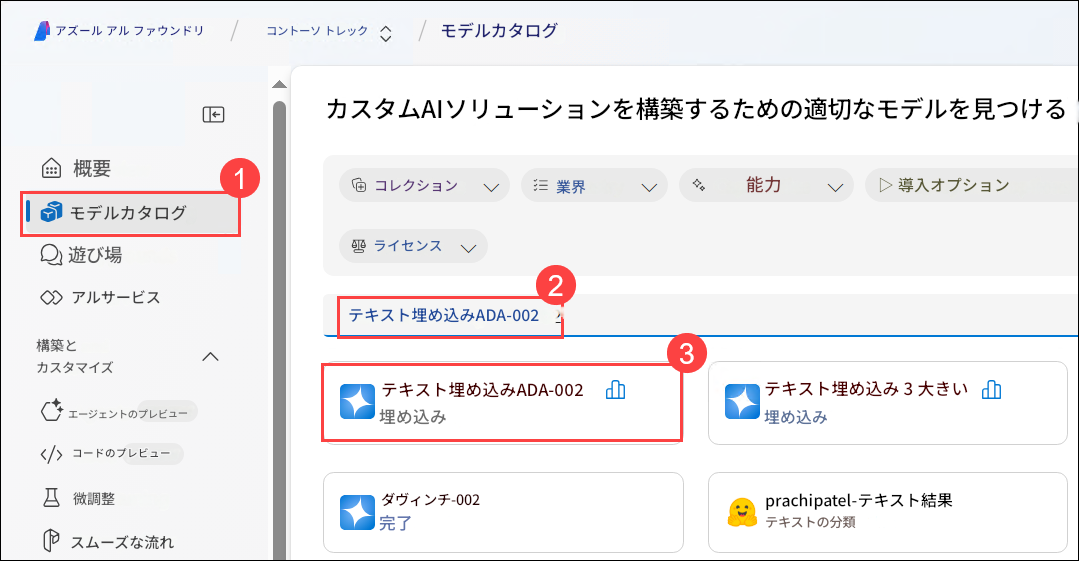 アズール アル ファウンドリ / コントーソ トレック / モデルカタログ
カスタムAIソリューションを構築するための適切なモデルを見つける
概要
1
モデルカタログ
遊び場
アルサービス
構築と
カスタマイズ
エージェントのプレビュー
コードのプレビュー
微調整
スムーズな流れ
コレクション
業界
能力
導入オプション
ライセンス
2
テキスト埋め込みADA-002
3
テキスト埋め込みADA-002
埋め込み
テキスト埋め込み 3 大きい
埋め込み
ダヴィンチ-002
完了
prachipatel-テキスト結果
テキストの分類